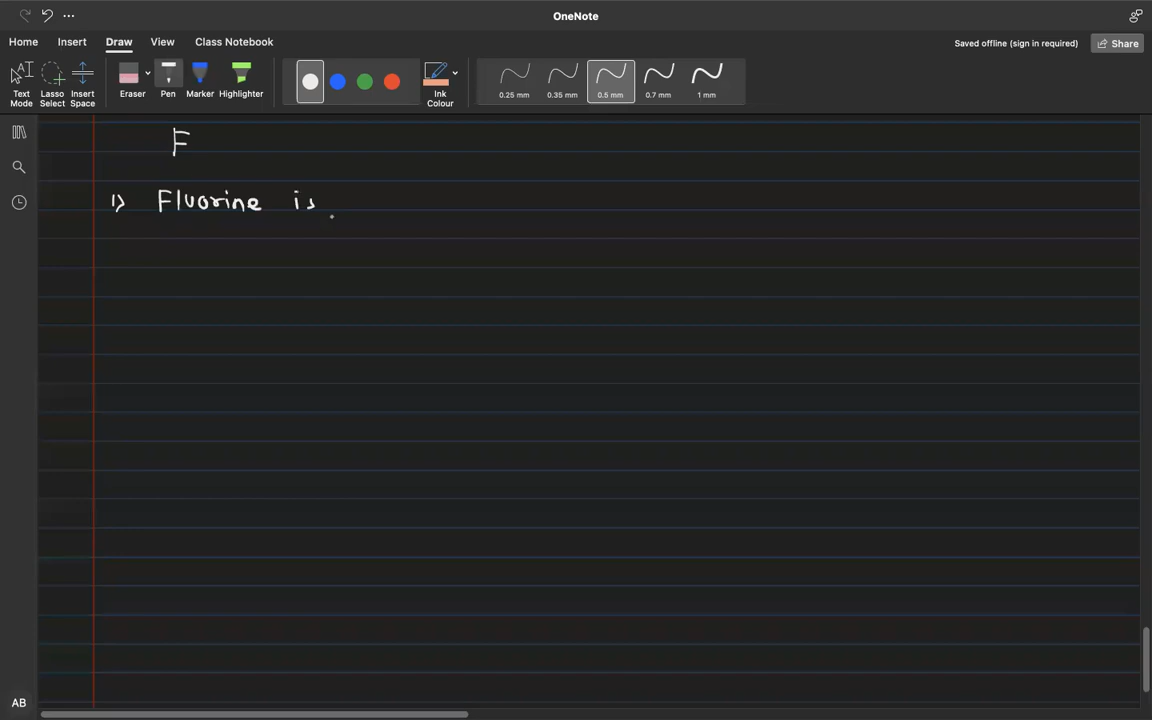 OneNote
Home Insert Draw View Class Notebook
Saved offline (sign in required) Share
Text Mode
Lasso Select
Insert Space
Eraser
Pen
Marker
Highlighter
Ink Colour
0.25 mm
0.35 mm
0.5 mm
0.7 mm
1 mm
F
1) Fluorine is
AB